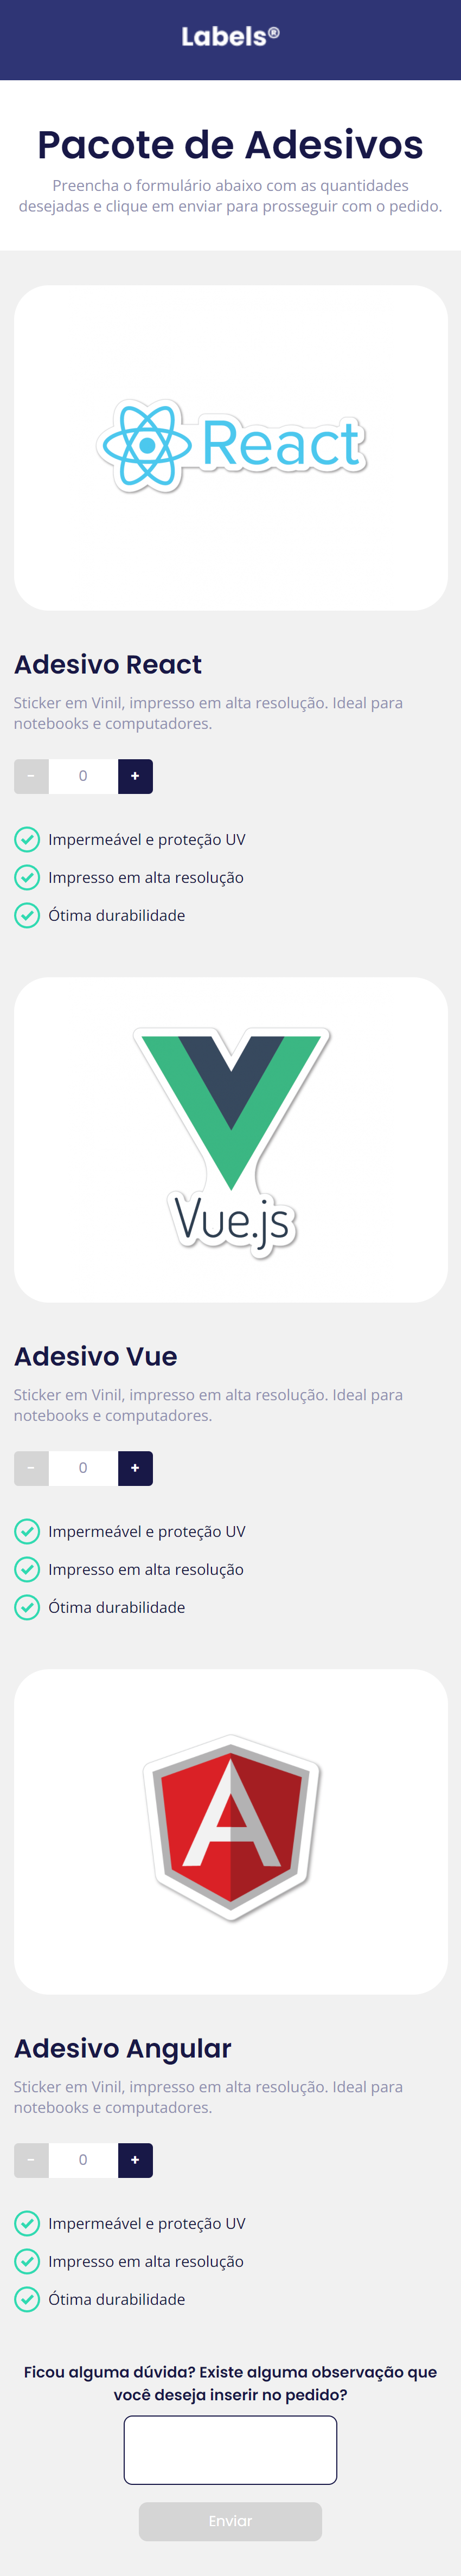 Labels®
Pacote de Adesivos
Preencha o formulário abaixo com as quantidades
desejadas e clique em enviar para prosseguir com o pedido.
React
Adesivo React
Sticker em Vinil, impresso em alta resolução. Ideal para
notebooks e computadores.
- 0 +
Impermeável e proteção UV
Impresso em alta resolução
Ótima durabilidade
Vue.js
Adesivo Vue
Sticker em Vinil, impresso em alta resolução. Ideal para
notebooks e computadores.
- 0 +
Impermeável e proteção UV
Impresso em alta resolução
Ótima durabilidade
A
Adesivo Angular
Sticker em Vinil, impresso em alta resolução. Ideal para
notebooks e computadores.
- 0 +
Impermeável e proteção UV
Impresso em alta resolução
Ótima durabilidade
Ficou alguma dúvida? Existe alguma observação que
você deseja inserir no pedido?
Enviar